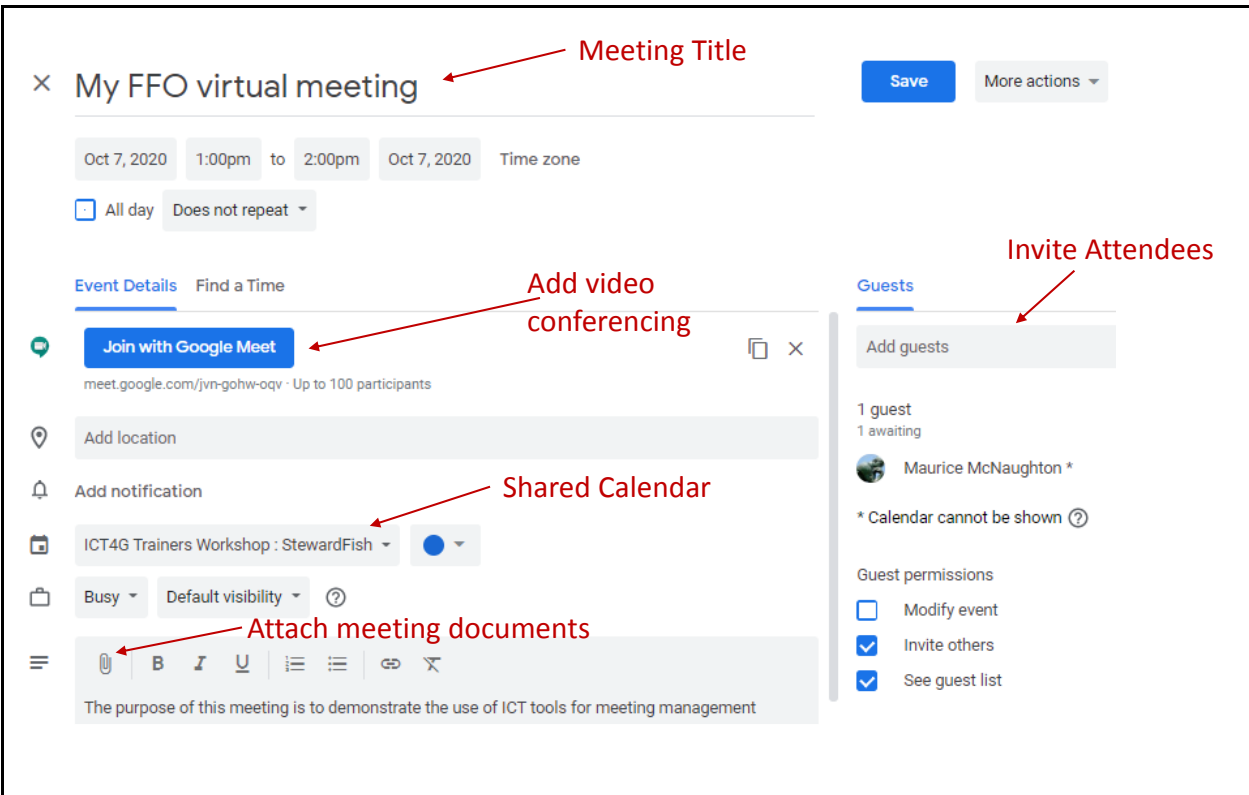 Meeting Title
My FFO virtual meeting
Save
More actions
Oct 7, 2020 1:00pm to 2:00pm Oct 7, 2020 Time zone
All day Does not repeat
Invite Attendees
Event Details Find a Time
Add video
conferencing
Guests
Join with Google Meet
meet.google.com/jvn-gohw-oqv · Up to 100 participants
Add guests
Add location
1 guest
1 awaiting
Maurice McNaughton *
Add notification
Shared Calendar
* Calendar cannot be shown ?
ICT4G Trainers Workshop : StewardFish
Busy Default visibility ?
Guest permissions
Modify event
Invite others
See guest list
Attach meeting documents
B I U
The purpose of this meeting is to demonstrate the use of ICT tools for meeting management